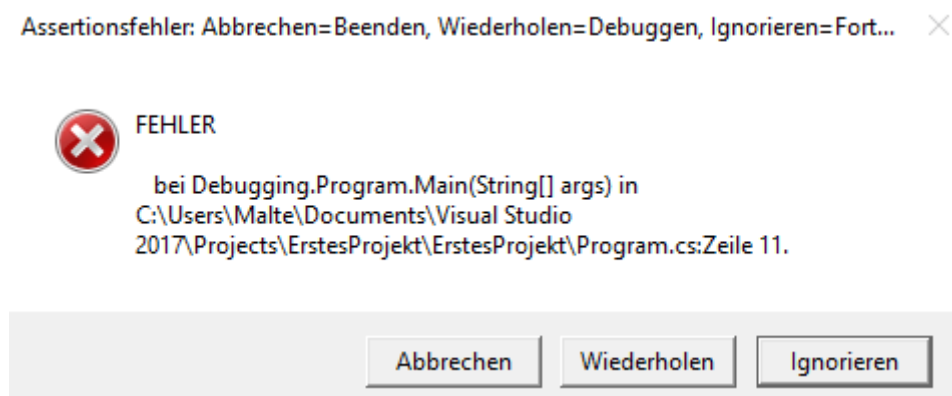 Assertionsfehler: Abbrechen=Beenden, Wiederholen=Debuggen, Ignorieren=Fort...
FEHLER
bei Debugging.Program.Main(String[] args) in
C:\Users\Malte\Documents\Visual Studio
2017\Projects\ErstesProjekt\ErstesProjekt\Program.cs:Zeile 11.
Abbrechen
Wiederholen
Ignorieren